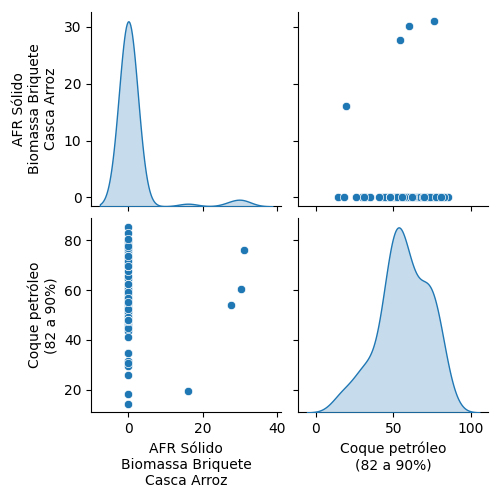 AFR Sólido
Biomassa Briquete
Casca Arroz
30
20
10
0
Coque petróleo
(82 a 90%)
80
60
40
20
0
20
40
AFR Sólido
Biomassa Briquete
Casca Arroz
0
50
100
Coque petróleo
(82 a 90%)